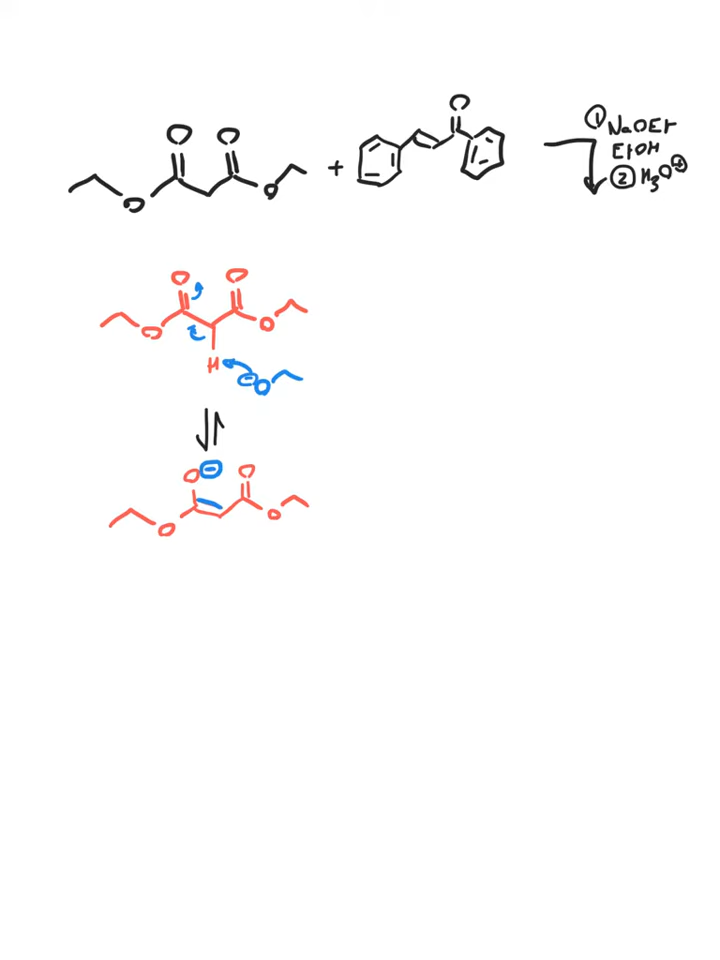 O O O
O O
+
① NaOEt
EtOH
② H₃O⊕
O O
O O
H
⊖O
O⊖ O
O O